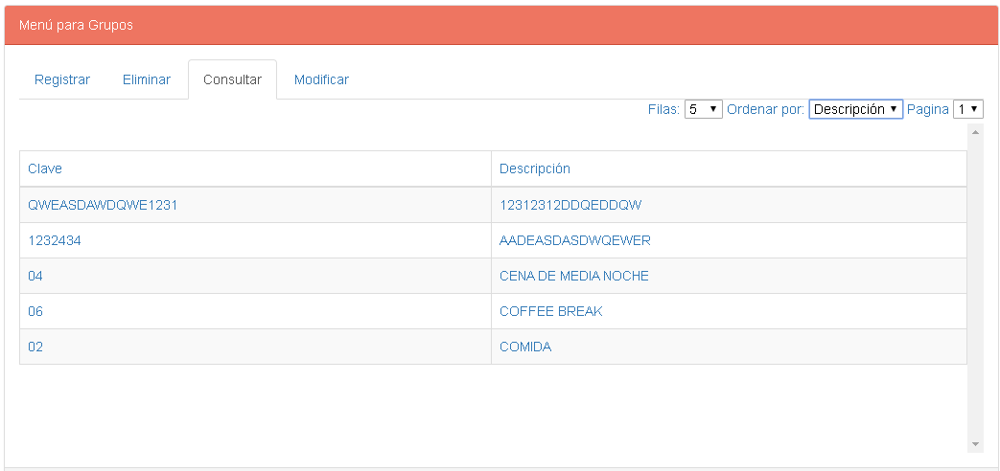 Menú para Grupos
Registrar Eliminar Consultar Modificar
Filas: 5 Ordenar por: Descripción Pagina 1
Clave Descripción
QWEASDAWDQWE1231 12312312DDQEDDQW
1232434 AADEASDASDWQEWER
04 CENA DE MEDIA NOCHE
06 COFFEE BREAK
02 COMIDA